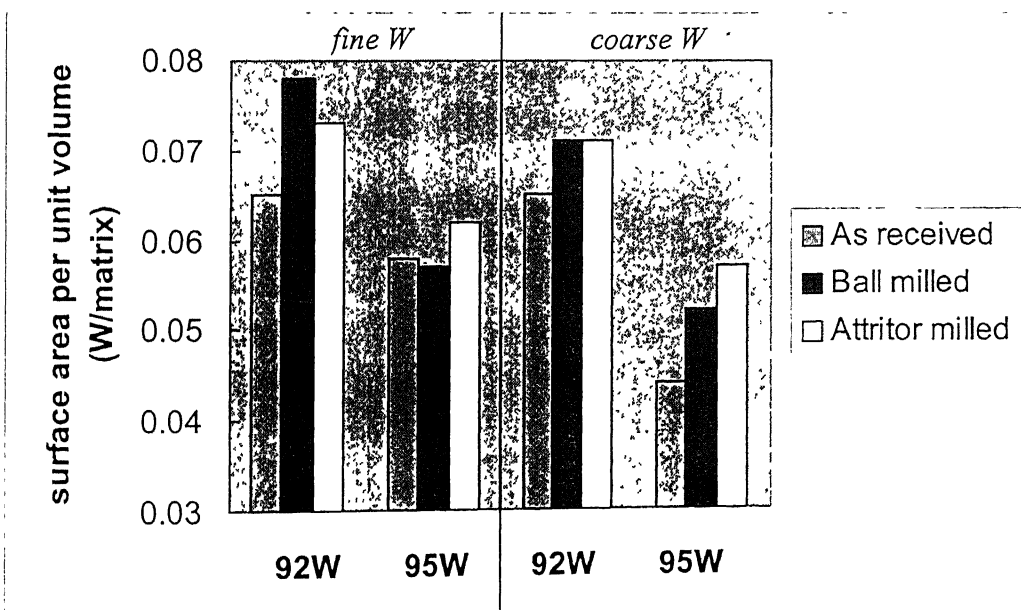 fine W
coarse W
surface area per unit volume
(W/matrix)
0.08
0.07
0.06
0.05
0.04
0.03
92W
95W
92W
95W
As received
Ball milled
Attritor milled